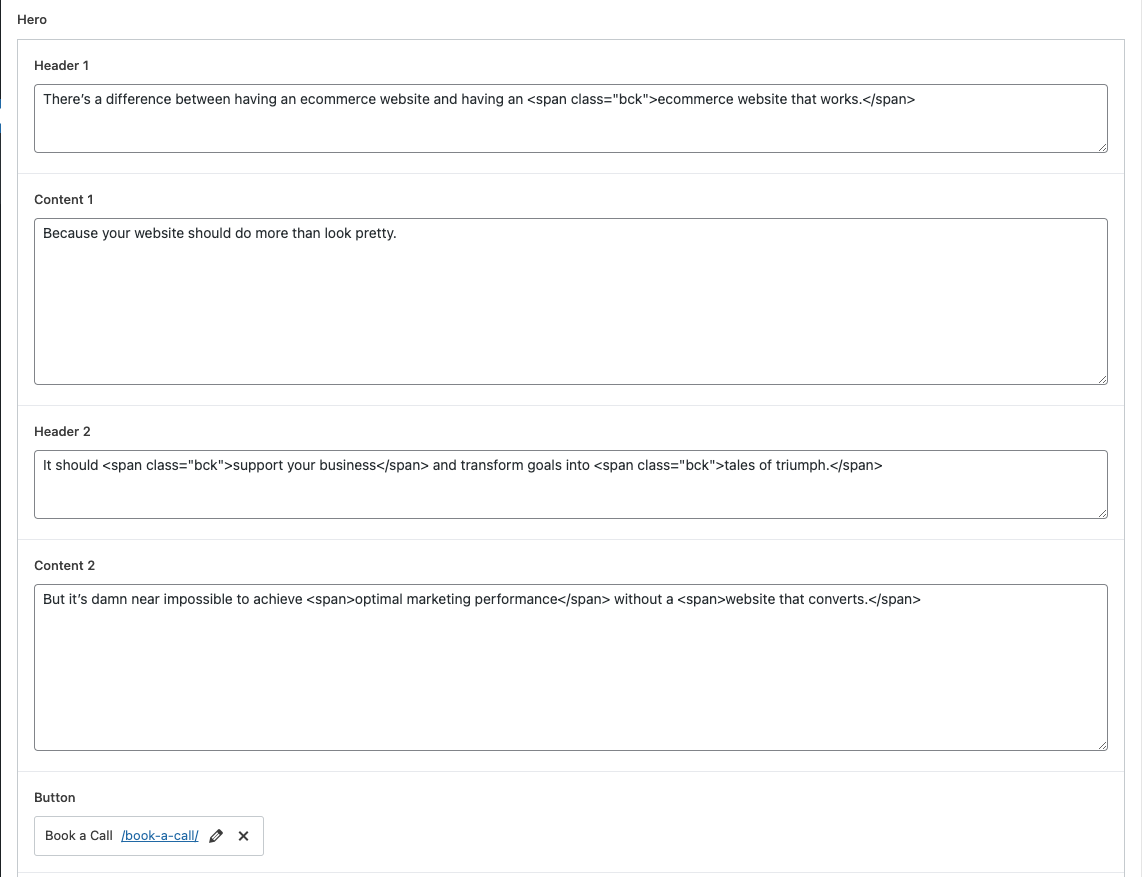 Hero
Header 1
There’s a difference between having an ecommerce website and having an <span class="bck">ecommerce website that works.</span>
Content 1
Because your website should do more than look pretty.
Header 2
It should <span class="bck">support your business</span> and transform goals into <span class="bck">tales of triumph.</span>
Content 2
But it’s damn near impossible to achieve <span>optimal marketing performance</span> without a <span>website that converts.</span>
Button
Book a Call /book-a-call/